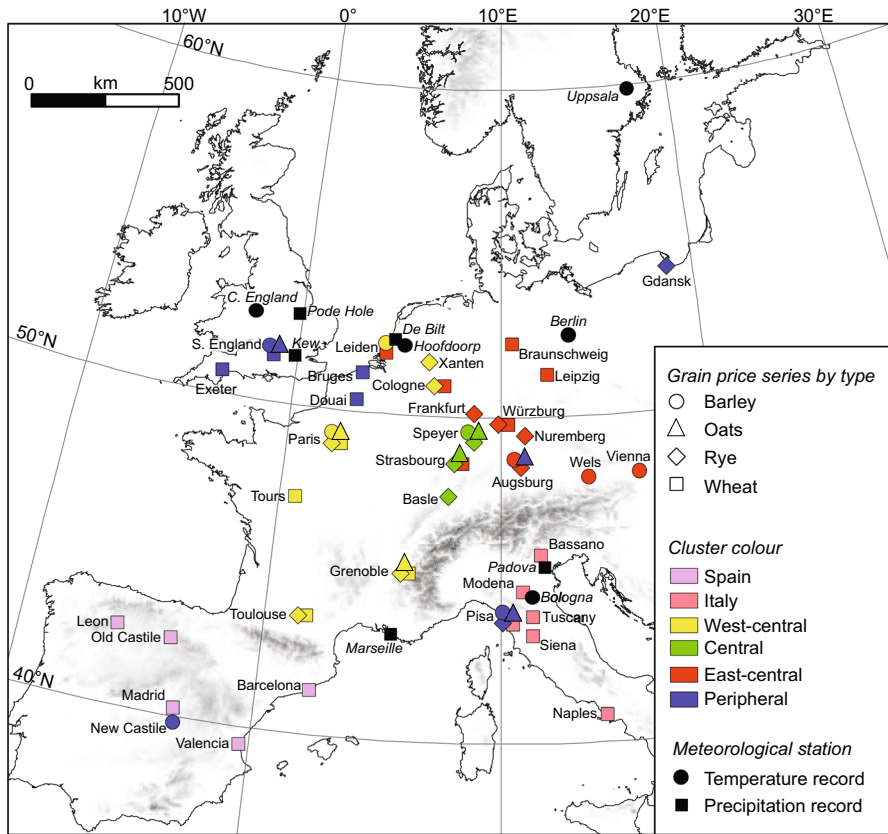 10°W
0°
10°E
20°E
30°E
60°N
0 km 500
Uppsala
Gdansk
C. England
Pode Hole
Berlin
De Bilt
50°N
S. England
Kew
Leiden
Hoofdoorp
Braunschweig
Xanten
Exeter
Bruges
Cologne
Leipzig
Douai
Frankfurt
Würzburg
Paris
Speyer
Nuremberg
Strasbourg
Wels
Vienna
Augsburg
Tours
Basle
Bassano
Grenoble
Padova
Modena
Bologna
Toulouse
Pisa
Tuscany
Leon
Old Castile
Marseille
Siena
40°N
Barcelona
Madrid
Naples
New Castile
Valencia
Grain price series by type
Barley
Oats
Rye
Wheat
Cluster colour
Spain
Italy
West-central
Central
East-central
Peripheral
Meteorological station
Temperature record
Precipitation record